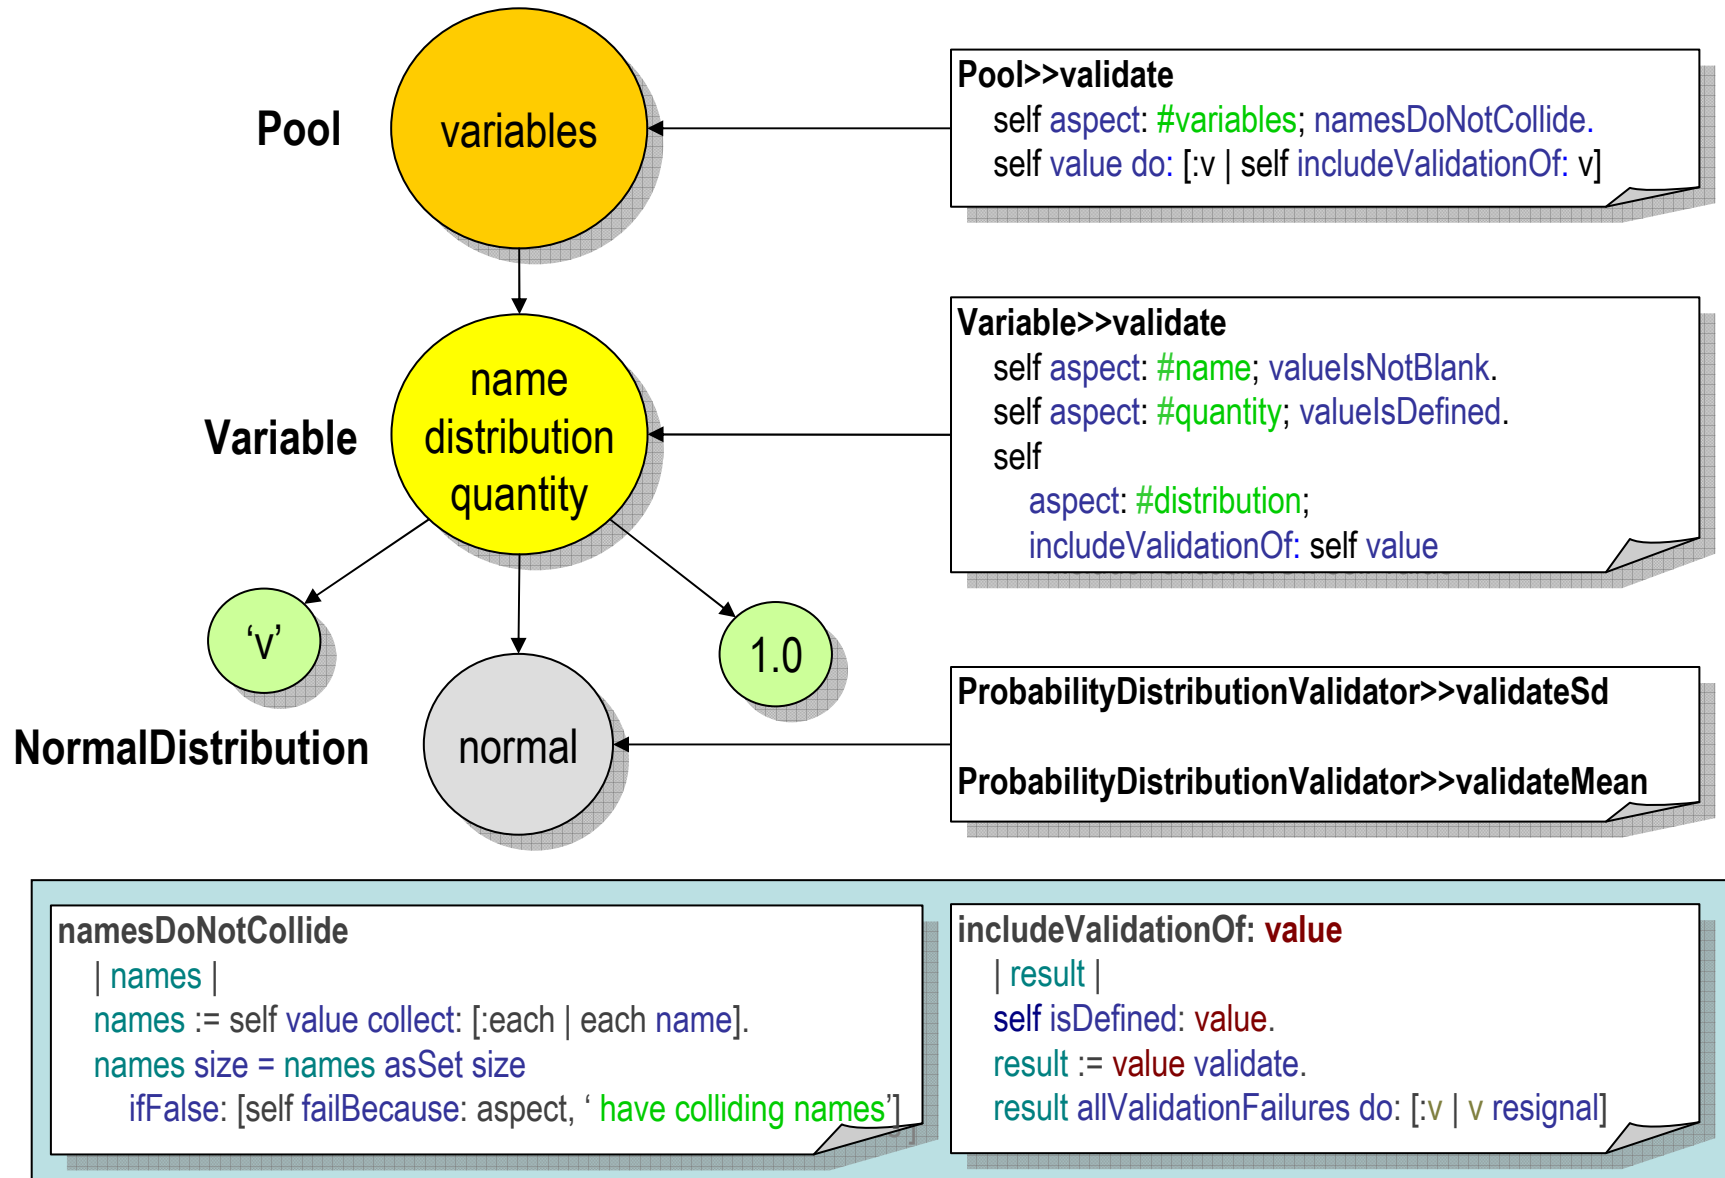 Pool
variables
Pool>>validate
self aspect: #variables; namesDoNotCollide.
self value do: [:v | self includeValidationOf: v]
Variable
name
distribution
quantity
Variable>>validate
self aspect: #name; valueIsNotBlank.
self aspect: #quantity; valueIsDefined.
self
aspect: #distribution;
includeValidationOf: self value
‘v’
1.0
NormalDistribution
normal
ProbabilityDistributionValidator>>validateSd
ProbabilityDistributionValidator>>validateMean
namesDoNotCollide
| names |
names := self value collect: [:each | each name].
names size = names asSet size
ifFalse: [self failBecause: aspect, ‘ have colliding names’]
includeValidationOf: value
| result |
self isDefined: value.
result := value validate.
result allValidationFailures do: [:v | v resignal]